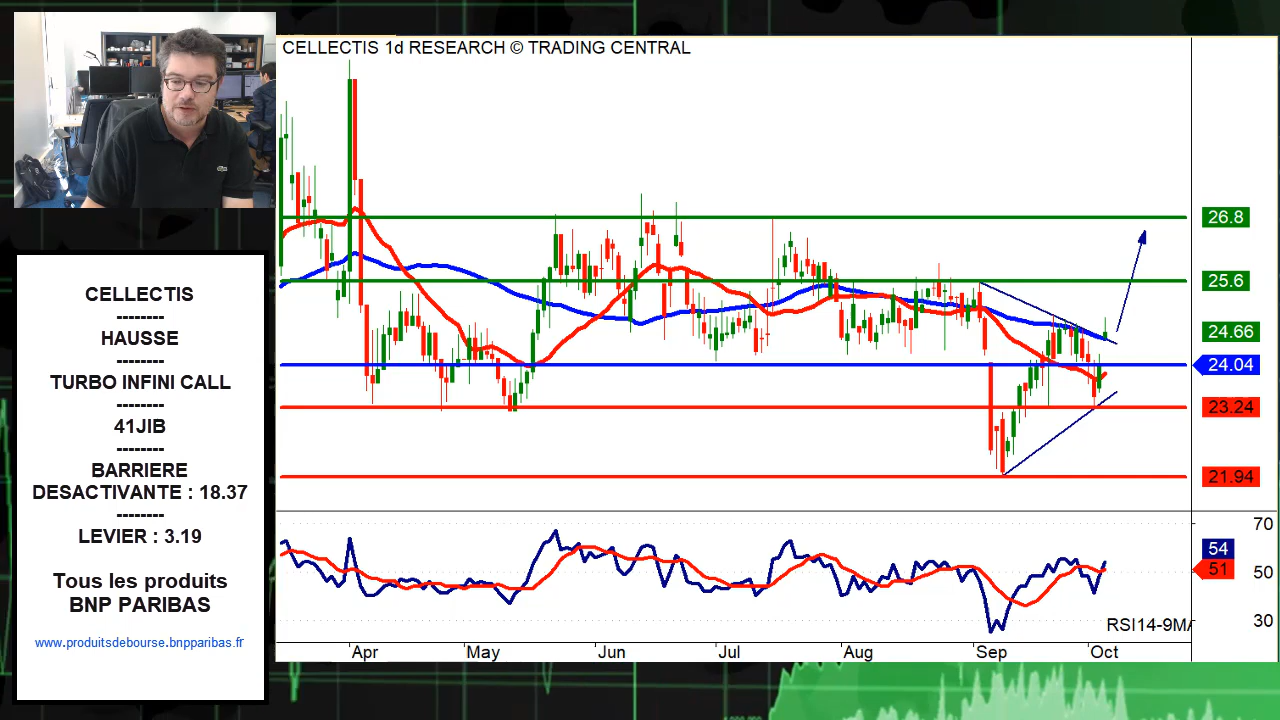 CELLECTIS 1d RESEARCH © TRADING CENTRAL
CELLECTIS
--------
HAUSSE
--------
TURBO INFINI CALL
--------
41JIB
--------
BARRIERE
DESACTIVANTE : 18.37
--------
LEVIER : 3.19
Tous les produits
BNP PARIBAS
www.produitsdebourse.bnpparibas.fr
26.8
25.6
24.66
24.04
23.24
21.94
70
54
51
50
30
RSI14-9MA
Apr May Jun Jul Aug Sep Oct